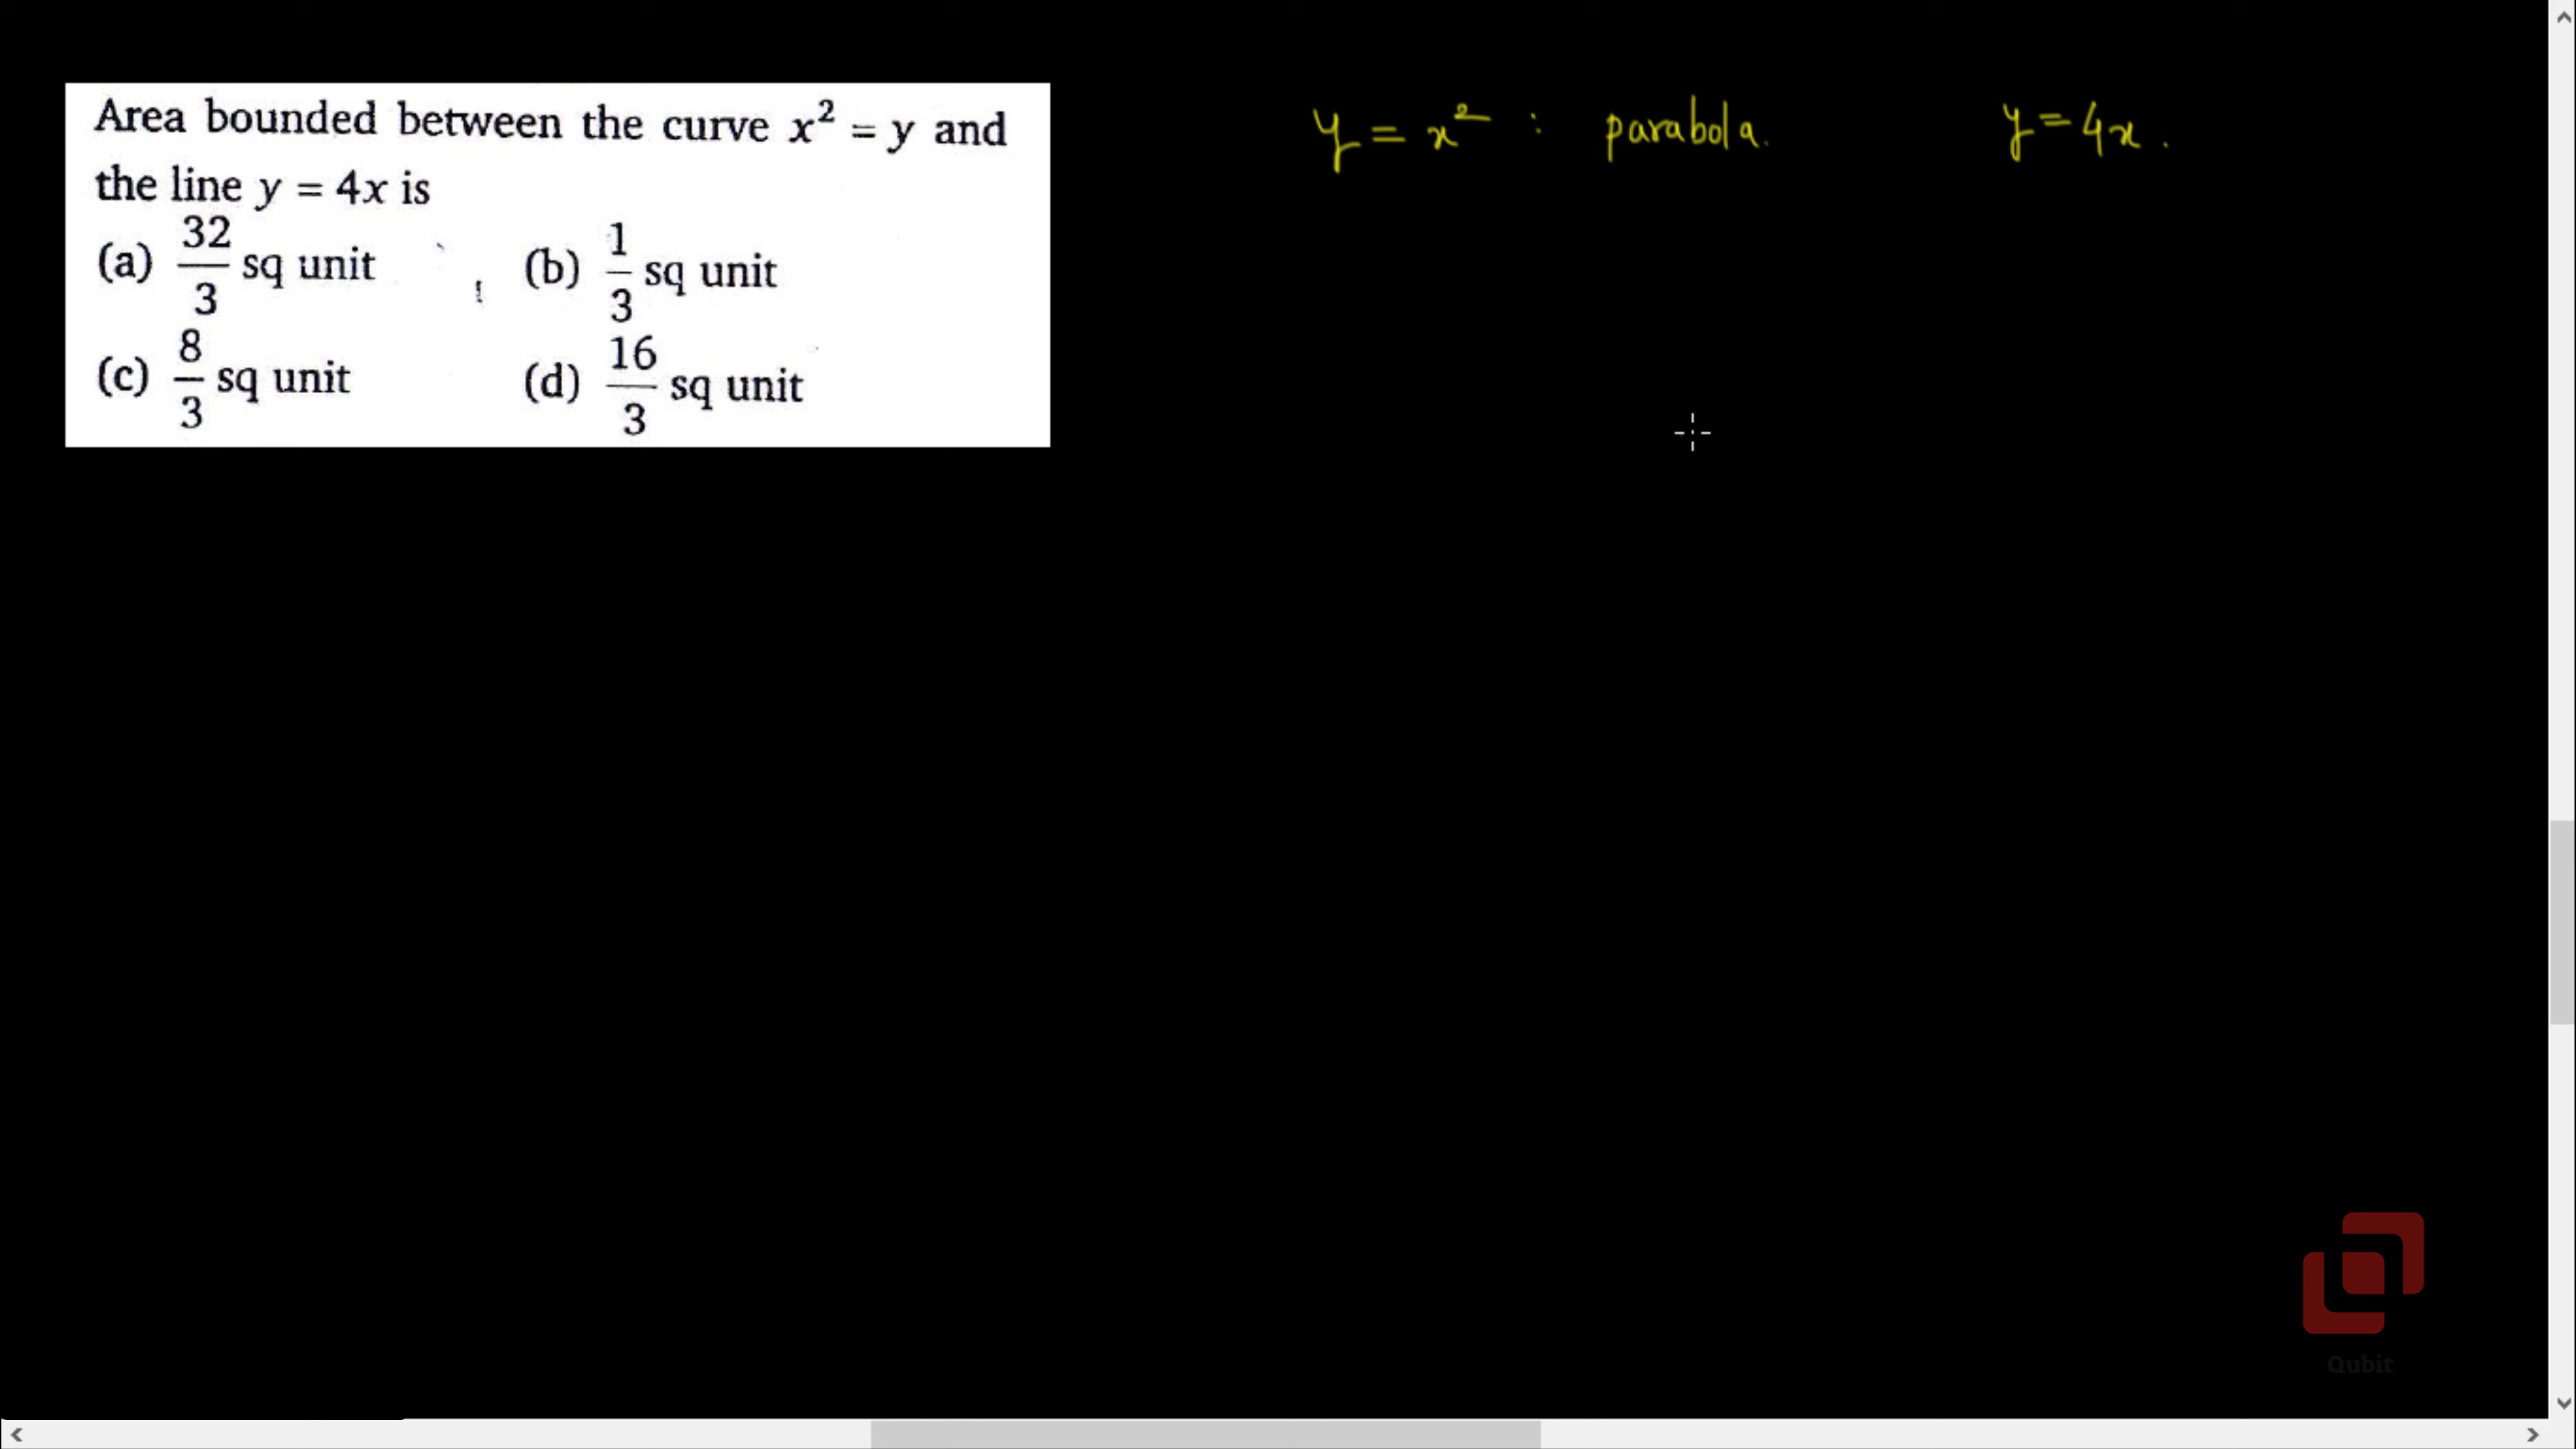 Area bounded between the curve x² = y and
the line y = 4x is
(a) 32/3 sq unit (b) 1/3 sq unit
(c) 8/3 sq unit (d) 16/3 sq unit
y = x² : parabola. y = 4x.
Qubit